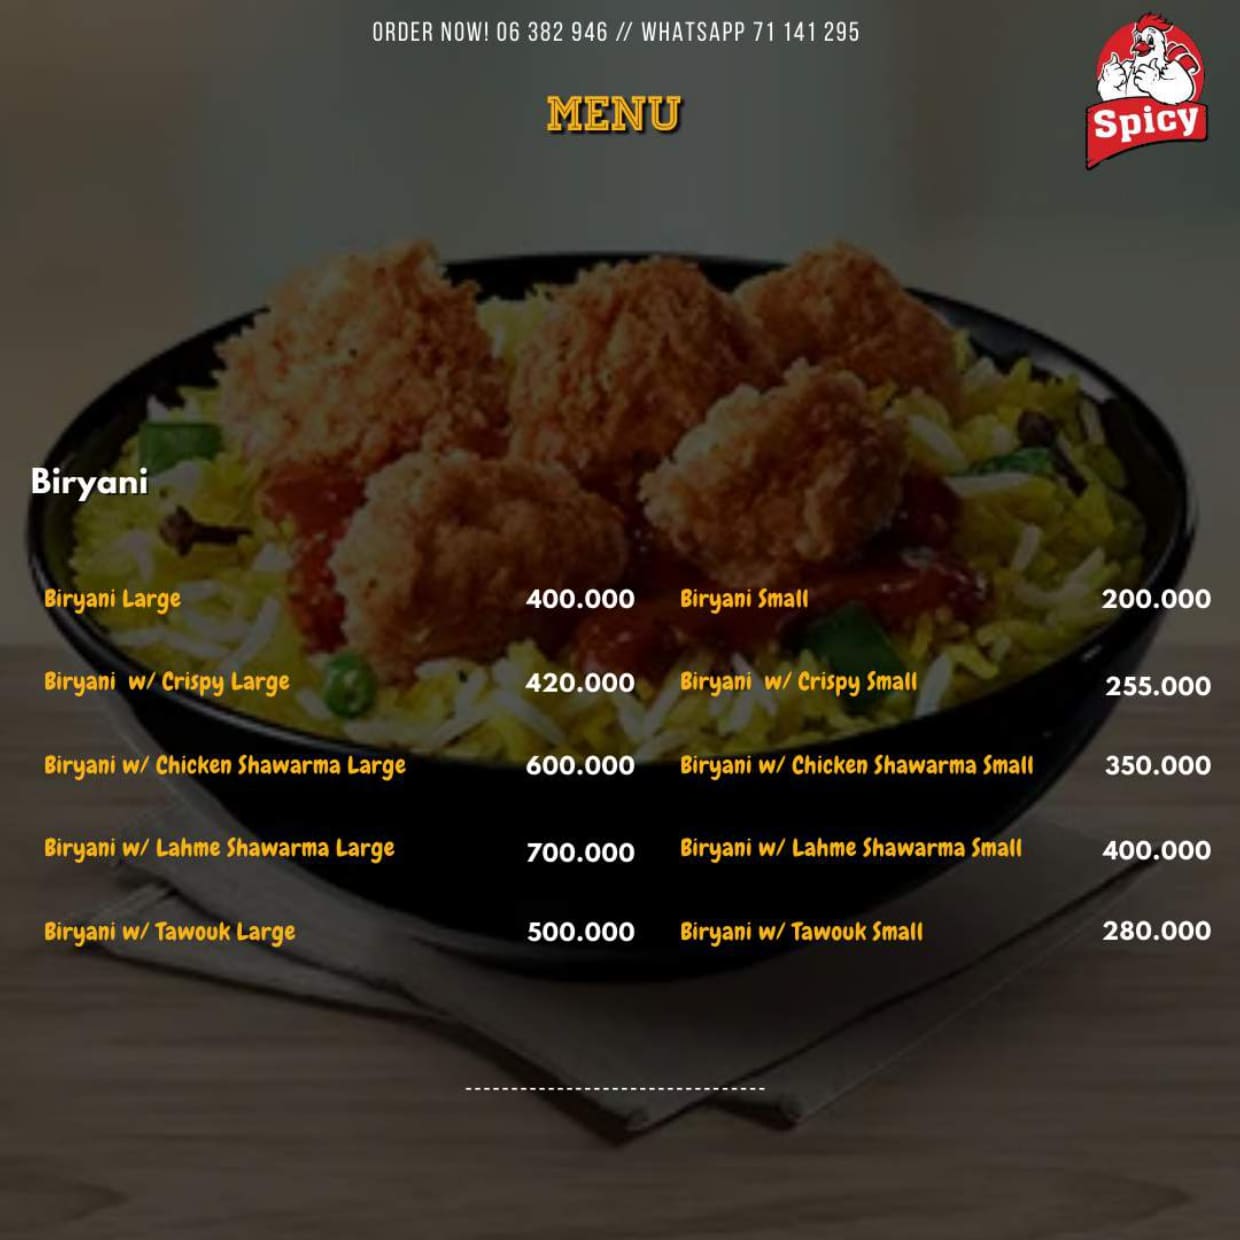 ORDER NOW! 06 382 946 // WHATSAPP 71 141 295
MENU
Spicy
Biryani
Biryani Large 400.000
Biryani w/ Crispy Large 420.000
Biryani w/ Chicken Shawarma Large 600.000
Biryani w/ Lahme Shawarma Large 700.000
Biryani w/ Tawouk Large 500.000
Biryani Small 200.000
Biryani w/ Crispy Small 255.000
Biryani w/ Chicken Shawarma Small 350.000
Biryani w/ Lahme Shawarma Small 400.000
Biryani w/ Tawouk Small 280.000